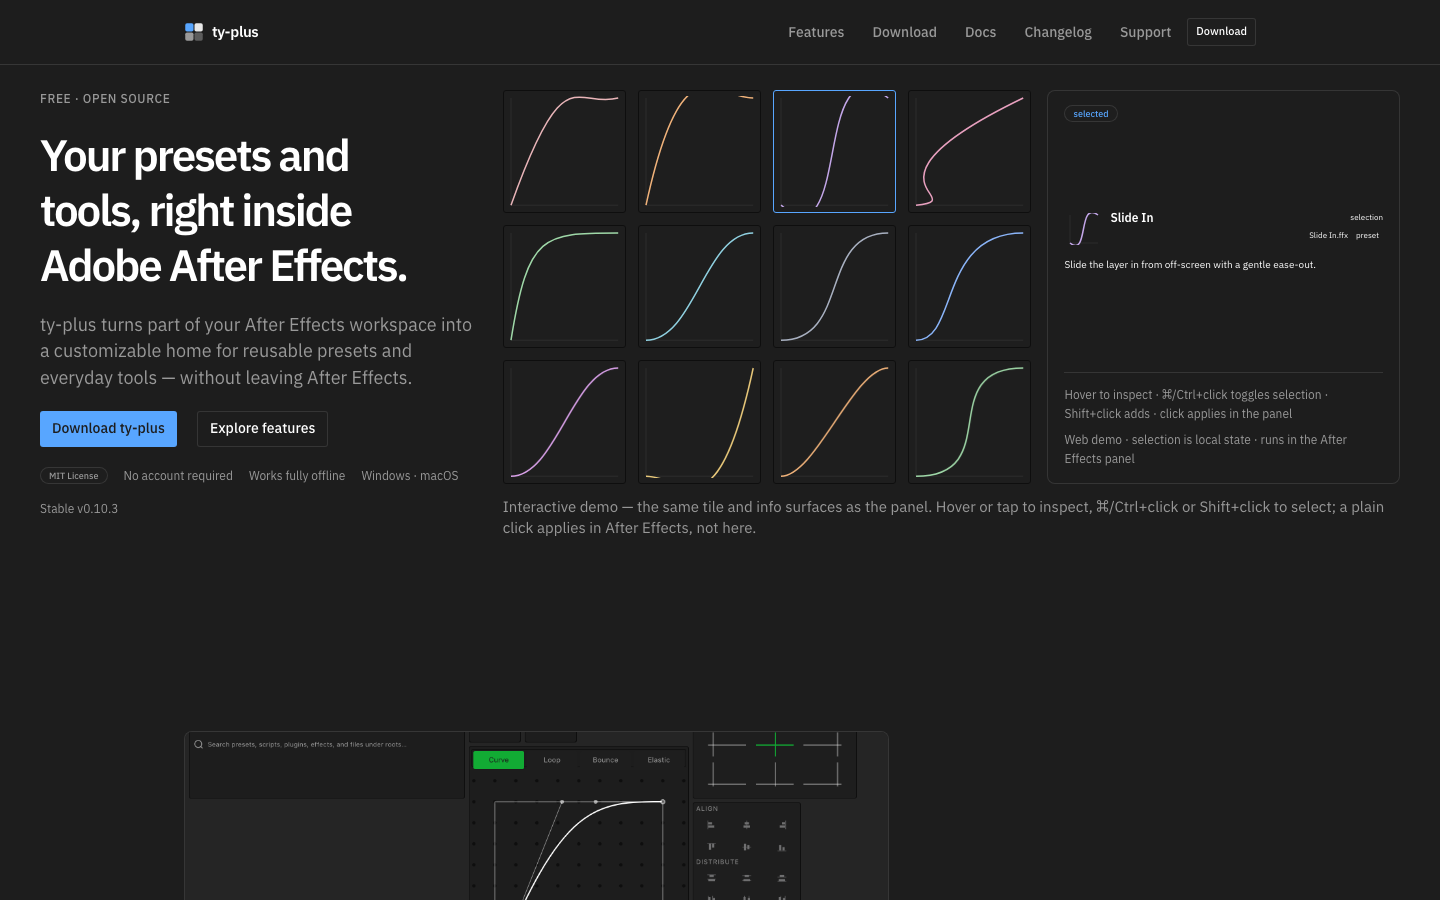 ty-plus
Features
Download
Docs
Changelog
Support
Download
FREE · OPEN SOURCE
Your presets and
tools, right inside
Adobe After Effects.
ty-plus turns part of your After Effects workspace into
a customizable home for reusable presets and
everyday tools — without leaving After Effects.
Download ty-plus
Explore features
MIT License
No account required
Works fully offline
Windows · macOS
Stable v0.10.3
selected
Slide In
selection
Slide In.ffx preset
Slide the layer in from off-screen with a gentle ease-out.
Hover to inspect · ⌘/Ctrl+click toggles selection ·
Shift+click adds · click applies in the panel
Web demo · selection is local state · runs in the After
Effects panel
Interactive demo — the same tile and info surfaces as the panel. Hover or tap to inspect, ⌘/Ctrl+click or Shift+click to select; a plain
click applies in After Effects, not here.
Search presets, scripts, plugins, effects, and files under roots...
Curve
Loop
Bounce
Elastic
ALIGN
DISTRIBUTE